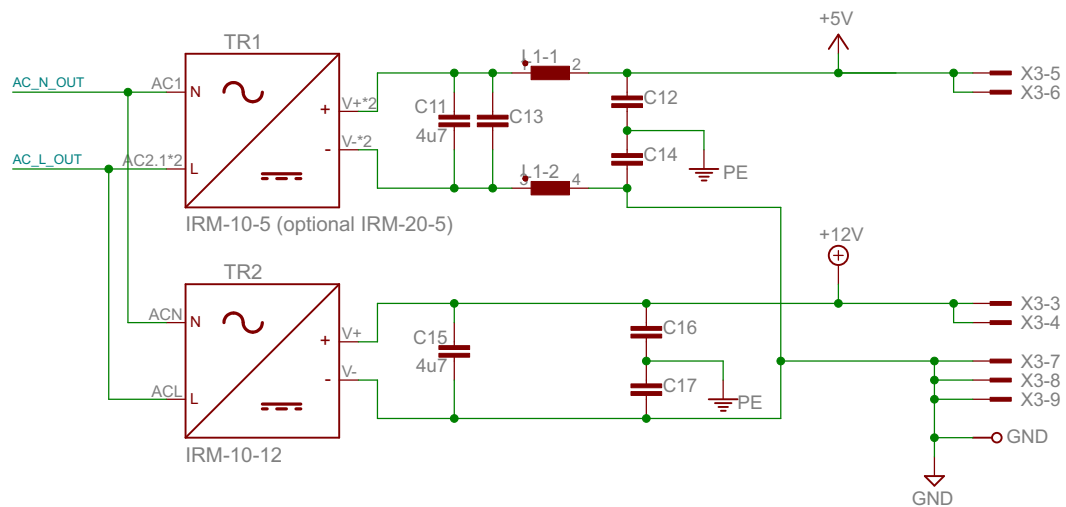 +5V
TR1
L1-1
1 2
AC_N_OUT
AC1
N
X3-5
X3-6
V+*2
+
C11
4u7
C13
C12
V-*2
-
C14
PE
AC_L_OUT
AC2.1*2
L
L1-2
3 4
IRM-10-5 (optional IRM-20-5)
+12V
TR2
ACN
N
X3-3
X3-4
V+
+
C15
4u7
C16
V-
-
C17
PE
X3-7
X3-8
X3-9
ACL
L
IRM-10-12
GND
GND